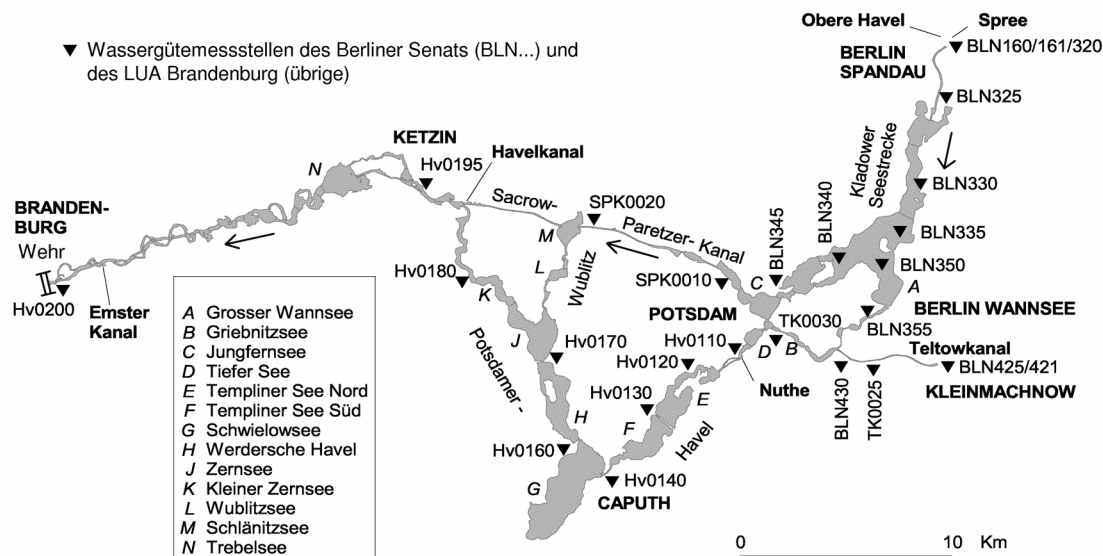 Obere Havel
Spree
▼ Wassergütemessstellen des Berliner Senats (BLN...) und
des LUA Brandenburg (übrige)
BLN160/161/320
BERLIN
SPANDAU
BLN325
KETZIN
Havelkanal
Hv0195
N
Kladower
Seestrecke
BLN330
BRANDEN-
BURG
Wehr
Sacrow-
SPK0020
Paretzer- Kanal
BLN345
BLN340
BLN335
M
L
Wublitz
Hv0180
K
SPK0010
C
BLN350
A
Hv0200
Emster
Kanal
POTSDAM
BERLIN WANNSEE
TK0030
BLN355
Potsdamer -
J
Hv0170
Hv0110
Hv0120
D
B
Teltowkanal
BLN425/421
KLEINMACHNOW
Nuthe
BLN430
TK0025
Hv0130
E
F
Havel
H
Hv0160
G
Hv0140
CAPUTH
A Grosser Wannsee
B Griebnitzsee
C Jungfernsee
D Tiefer See
E Templiner See Nord
F Templiner See Süd
G Schwielowsee
H Werdersche Havel
J Zernsee
K Kleiner Zernsee
L Wublitzsee
M Schlänitzsee
N Trebelsee
0 10 Km